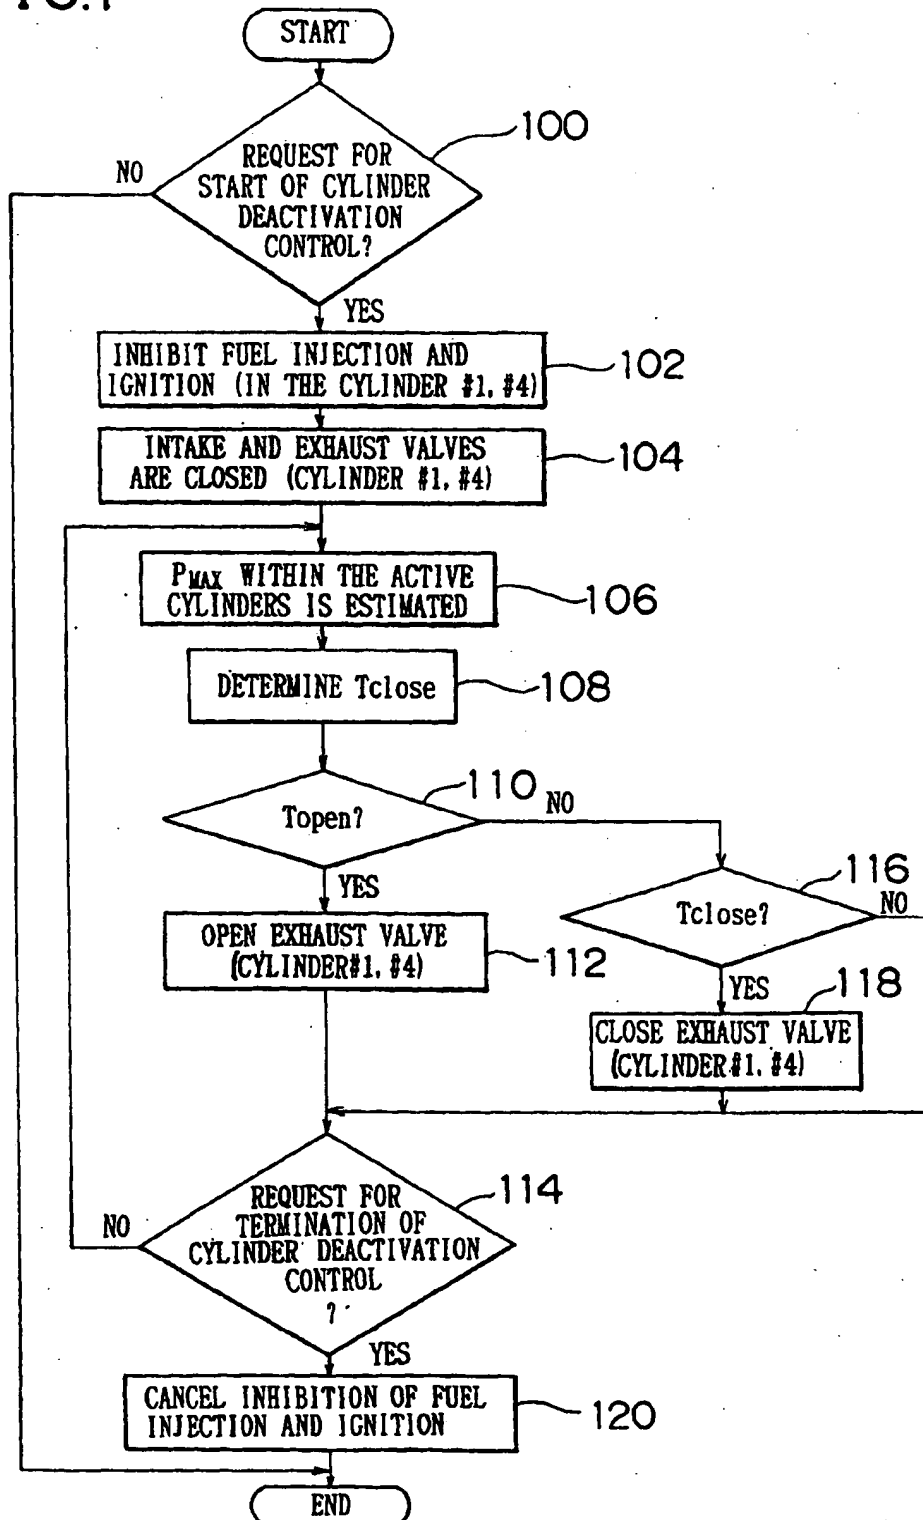 START
100
REQUEST FOR
START OF CYLINDER
DEACTIVATION
CONTROL?
NO
YES
INHIBIT FUEL INJECTION AND
IGNITION (IN THE CYLINDER #1, #4)
102
INTAKE AND EXHAUST VALVES
ARE CLOSED (CYLINDER #1, #4)
104
PMAX WITHIN THE ACTIVE
CYLINDERS IS ESTIMATED
106
DETERMINE Tclose
108
110
Topen?
NO
YES
116
Tclose?
NO
OPEN EXHAUST VALVE
(CYLINDER#1, #4)
112
YES
118
CLOSE EXHAUST VALVE
(CYLINDER#1, #4)
114
REQUEST FOR
TERMINATION OF
CYLINDER DEACTIVATION
CONTROL
?
NO
YES
CANCEL INHIBITION OF FUEL
INJECTION AND IGNITION
120
END